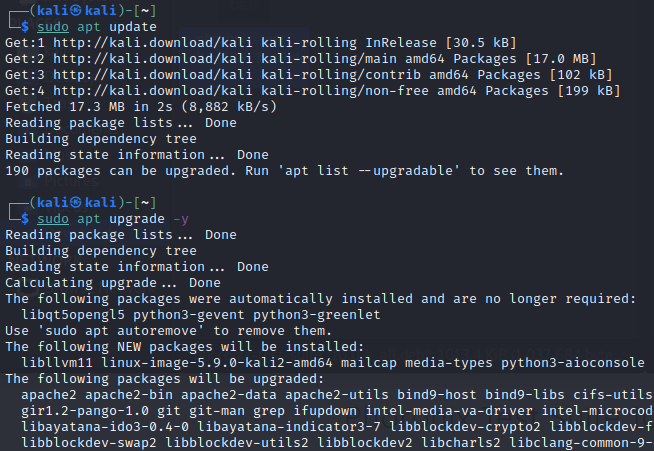 ┌──(kali㉿kali)-[~]
└─$ sudo apt update
Get:1 http://kali.download/kali kali-rolling InRelease [30.5 kB]
Get:2 http://kali.download/kali kali-rolling/main amd64 Packages [17.0 MB]
Get:3 http://kali.download/kali kali-rolling/contrib amd64 Packages [102 kB]
Get:4 http://kali.download/kali kali-rolling/non-free amd64 Packages [199 kB]
Fetched 17.3 MB in 2s (8,882 kB/s)
Reading package lists... Done
Building dependency tree
Reading state information... Done
190 packages can be upgraded. Run 'apt list --upgradable' to see them.
┌──(kali㉿kali)-[~]
└─$ sudo apt upgrade -y
Reading package lists... Done
Building dependency tree
Reading state information... Done
Calculating upgrade... Done
The following packages were automatically installed and are no longer required:
libqt5opengl5 python3-gevent python3-greenlet
Use 'sudo apt autoremove' to remove them.
The following NEW packages will be installed:
libllvm11 linux-image-5.9.0-kali2-amd64 mailcap media-types python3-aioconsole
The following packages will be upgraded:
apache2 apache2-bin apache2-data apache2-utils bind9-host bind9-libs cifs-utils
gir1.2-pango-1.0 git git-man grep ifupdown intel-media-va-driver intel-microcod
libayatana-ido3-0.4-0 libayatana-indicator3-7 libblockdev-crypto2 libblockdev-f
libblockdev-swap2 libblockdev-utils2 libblockdev2 libcharls2 libclang-common-9-